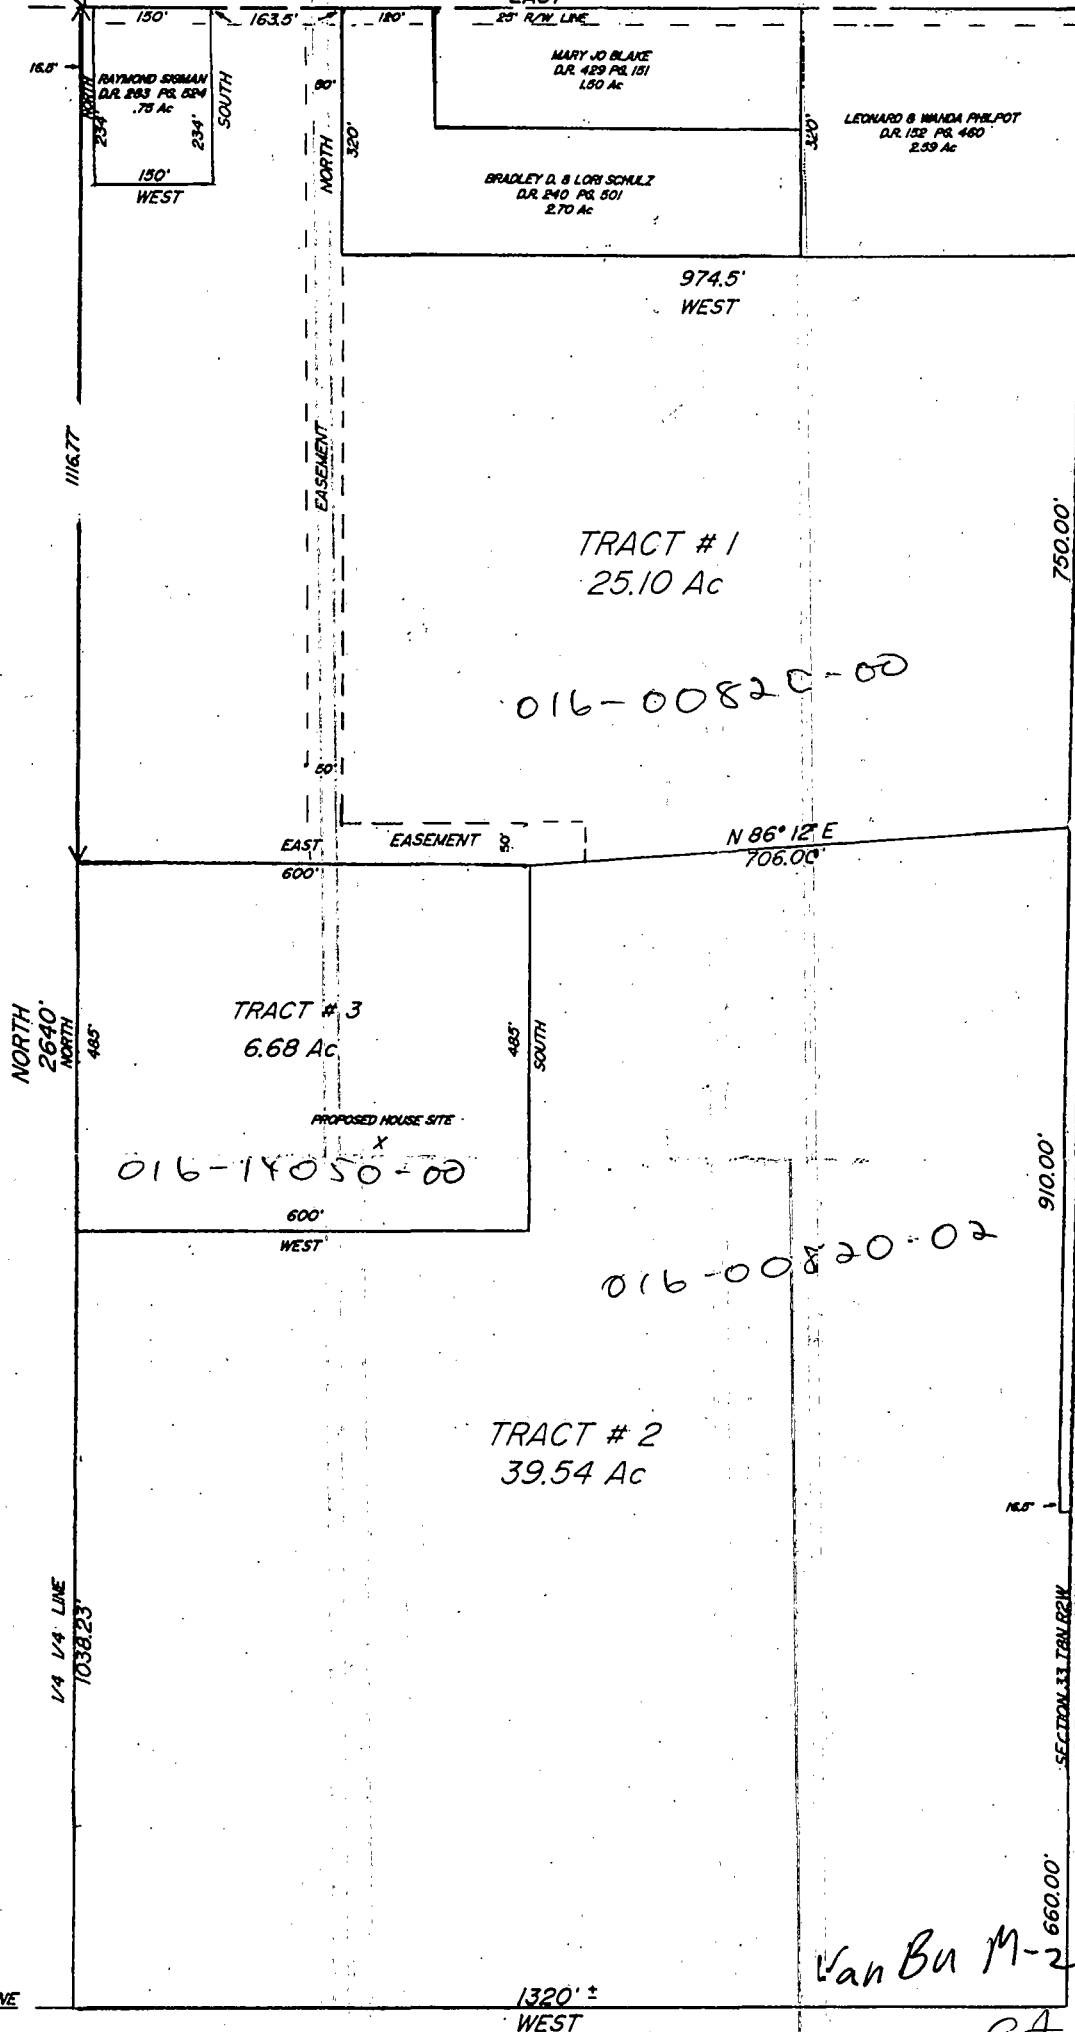 EAST
150'
163.5'
120'
25' R/W LINE
16.5'
NORTH
RAYMOND SIGMAN
D.R. 283 PG. 524
.75 Ac
234'
234'
SOUTH
150'
WEST
50'
NORTH
320'
MARY JO BLAKE
D.R. 429 PG. 151
1.50 Ac
320'
LEONARD & WANDA PHILPOT
D.R. 152 PG. 460
2.59 Ac
BRADLEY D. & LORI SCHULZ
D.R. 240 PG. 501
2.70 Ac
974.5'
WEST
1116.77'
EASEMENT
TRACT # 1
25.10 Ac
750.00'
016-00820-00
50'
EAST
600'
EASEMENT
50'
N 86° 12' E
706.00'
NORTH
2640'
NORTH
485'
TRACT # 3
6.68 Ac
485'
SOUTH
PROPOSED HOUSE SITE
X
016-14050-00
600'
WEST
910.00'
016-00820-02
TRACT # 2
39.54 Ac
16.5'
1/4 1/4 LINE
1038.23'
SECTION 33 T8N R2W
660.00'
Van Bu M-2
1320' ±
WEST